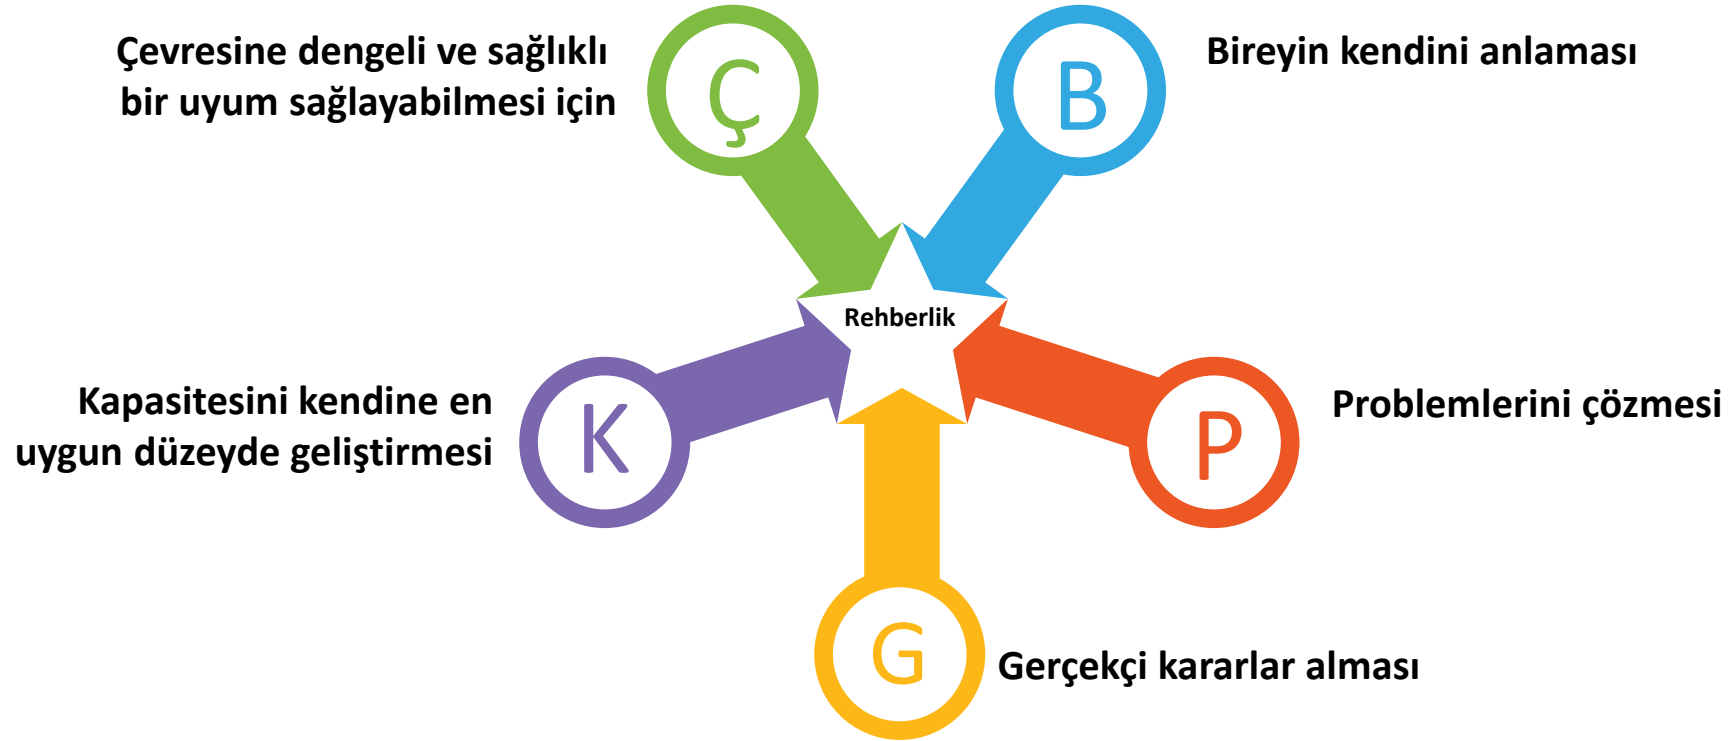 Çevresine dengeli ve sağlıklı
bir uyum sağlayabilmesi için
Ç
B
Bireyin kendini anlaması
Rehberlik
Kapasitesini kendine en
uygun düzeyde geliştirmesi
K
P
Problemlerini çözmesi
G
Gerçekçi kararlar alması